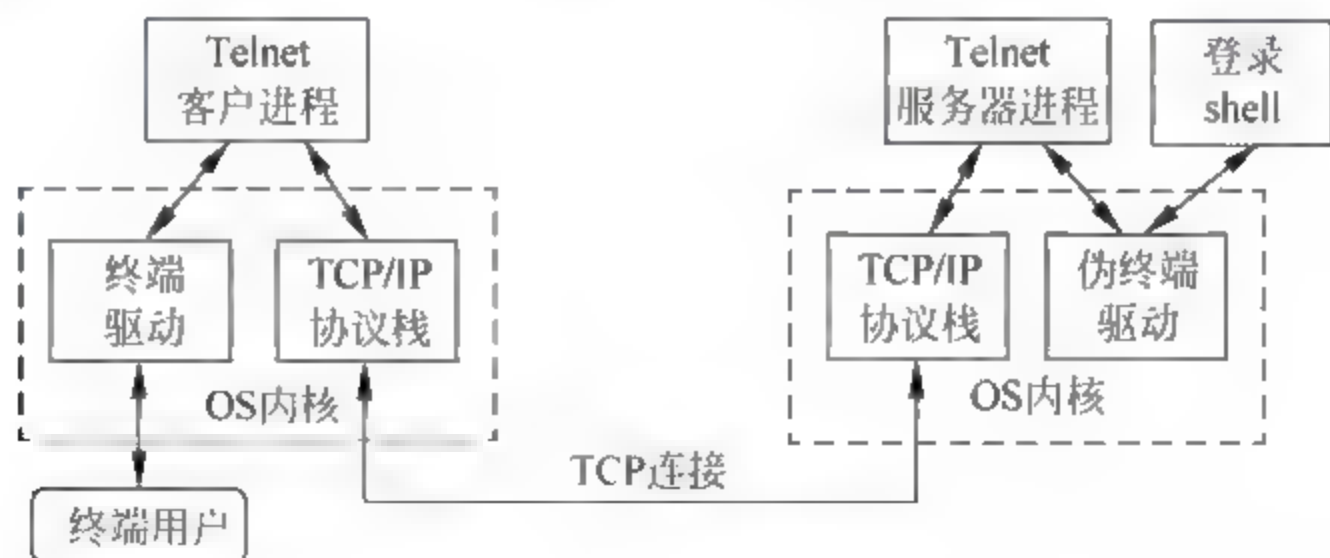 Telnet
客户进程
Telnet
服务器进程
登录
shell
终端
驱动
TCP/IP
协议栈
TCP/IP
协议栈
伪终端
驱动
OS内核
OS内核
TCP连接
终端用户